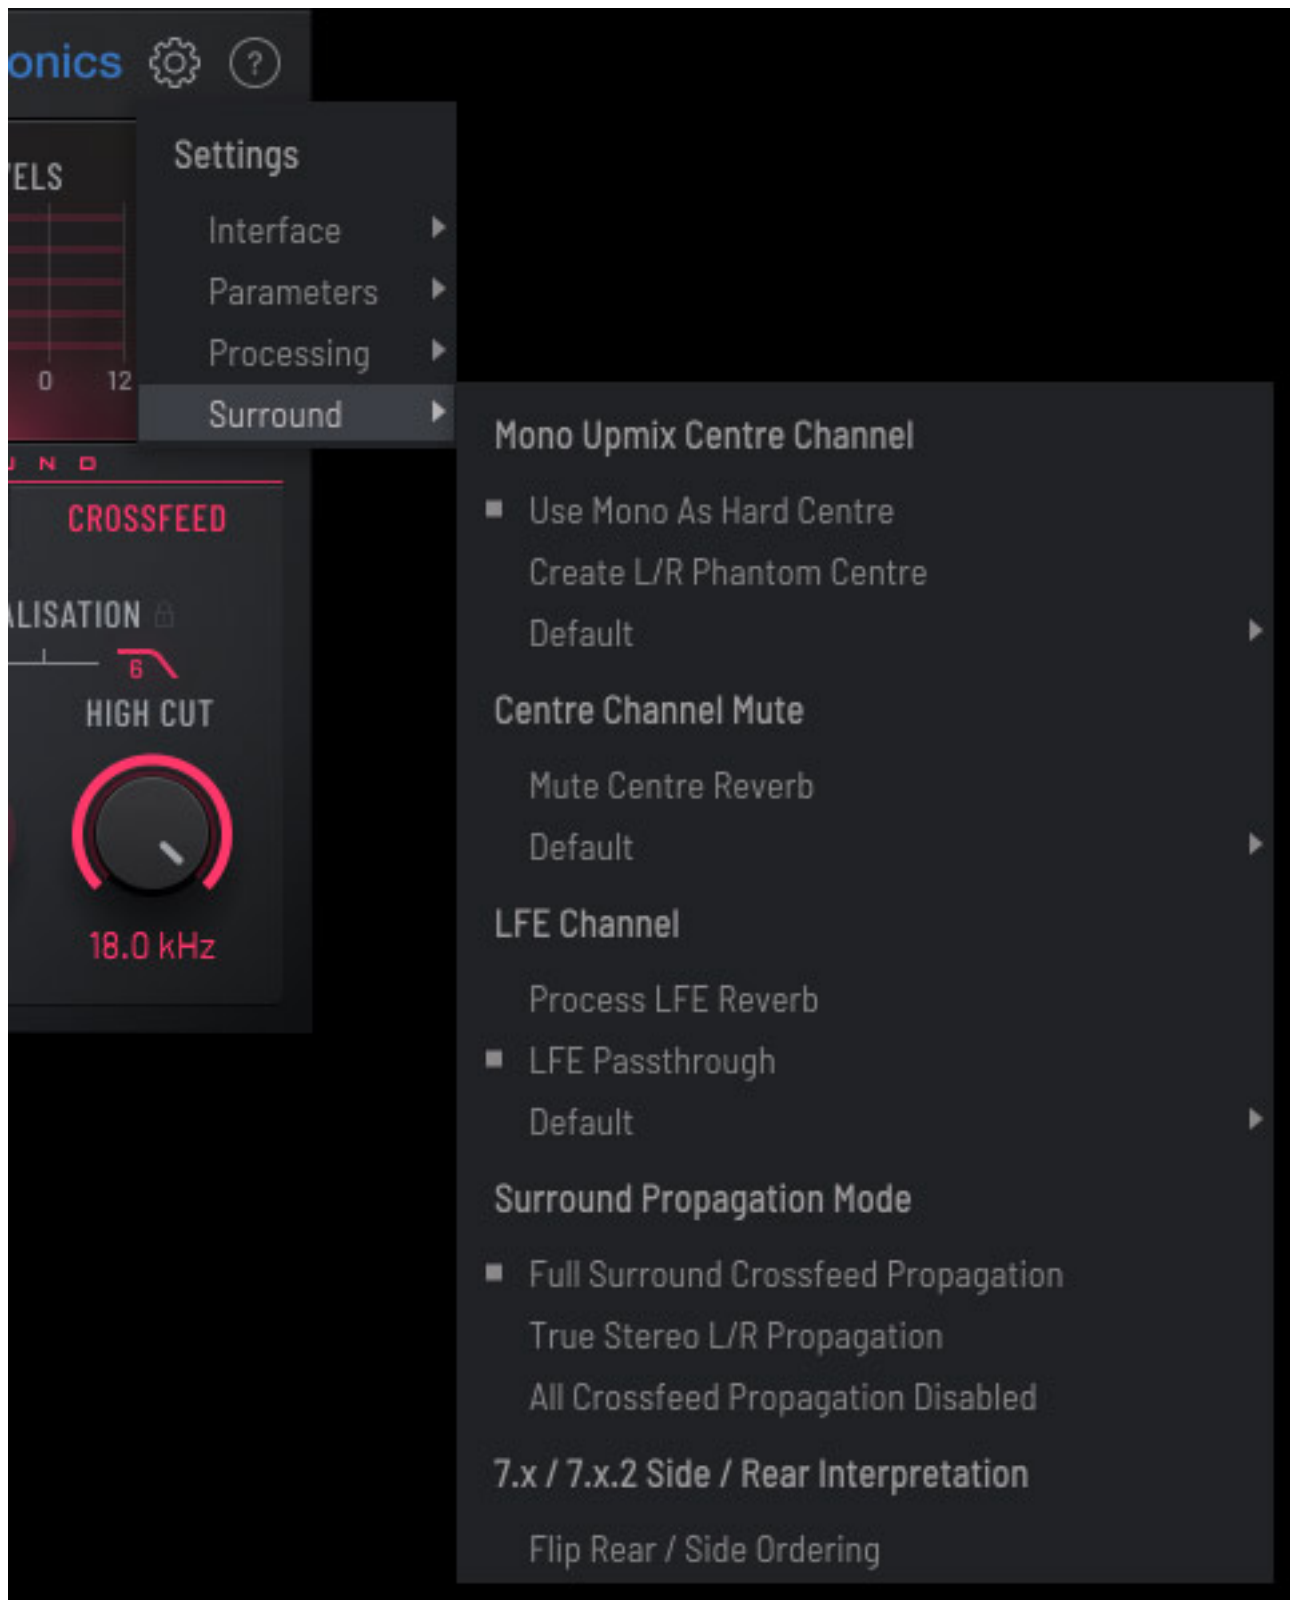 onics
?
ELS
0 12
U N D
CROSSFEED
ALISATION
6
HIGH CUT
18.0 kHz
Settings
Interface
Parameters
Processing
Surround
Mono Upmix Centre Channel
Use Mono As Hard Centre
Create L/R Phantom Centre
Default
Centre Channel Mute
Mute Centre Reverb
Default
LFE Channel
Process LFE Reverb
LFE Passthrough
Default
Surround Propagation Mode
Full Surround Crossfeed Propagation
True Stereo L/R Propagation
All Crossfeed Propagation Disabled
7.x / 7.x.2 Side / Rear Interpretation
Flip Rear / Side Ordering